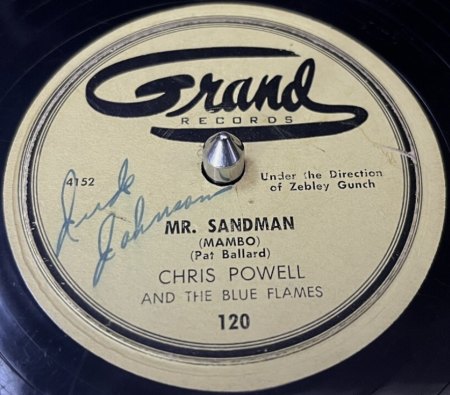 Grand
RECORDS
4152
Under the Direction
of Zebley Gunch
Jude
Johnson
MR. SANDMAN
(MAMBO)
(Pat Ballard)
CHRIS POWELL
AND THE BLUE FLAMES
120